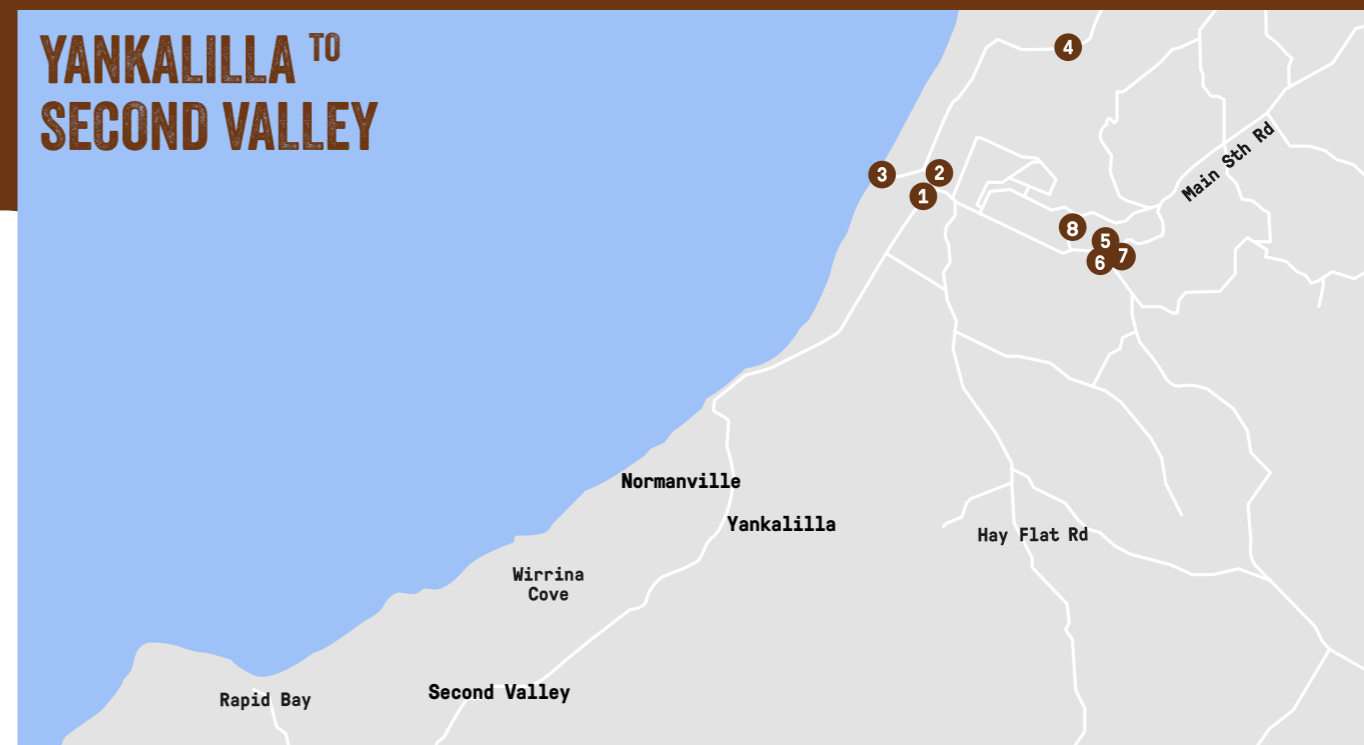 YANKALILLA TO
SECOND VALLEY
4
Main Sth Rd
3
2
1
8
5
7
6
Normanville
Yankalilla
Hay Flat Rd
Wirrina
Cove
Second Valley
Rapid Bay